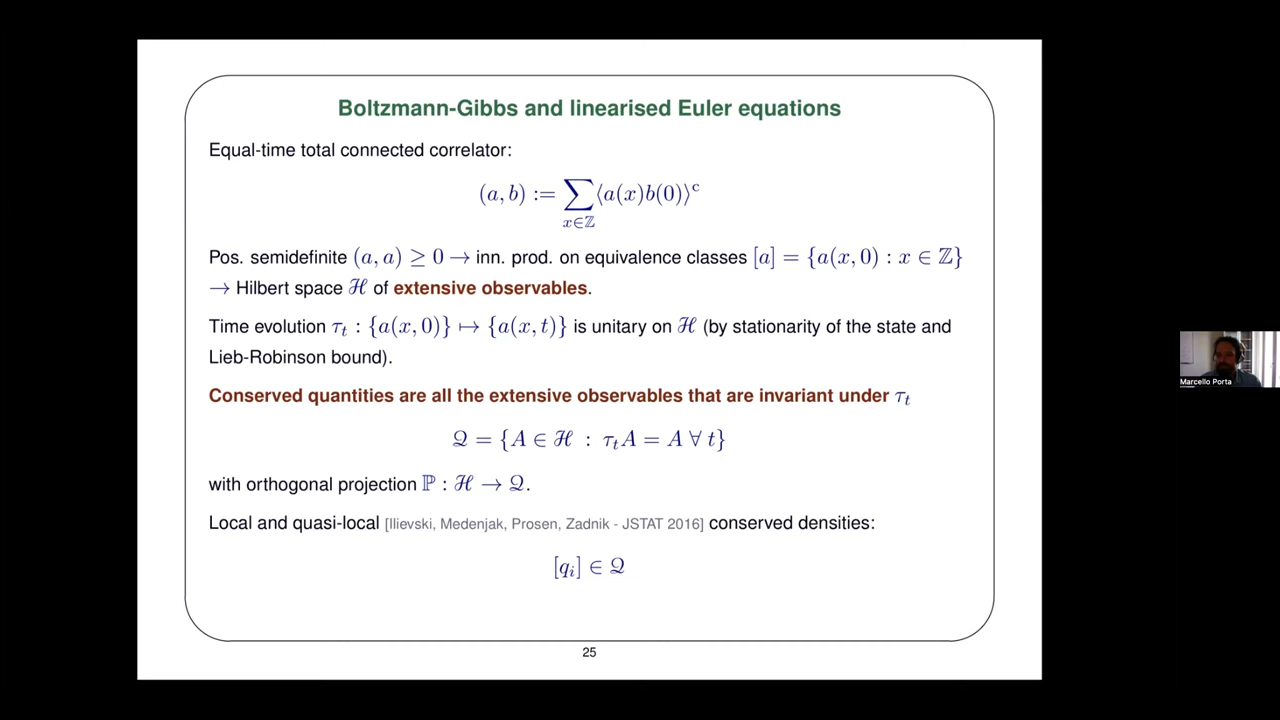 Boltzmann-Gibbs and linearised Euler equations
Equal-time total connected correlator:
(a, b) := ∑_{x∈ℤ} ⟨a(x)b(0)⟩ᶜ
Pos. semidefinite (a, a) ≥ 0 → inn. prod. on equivalence classes [a] = {a(x, 0) : x ∈ ℤ}
→ Hilbert space ℋ of extensive observables.
Time evolution τ_t : {a(x, 0)} ↦ {a(x, t)} is unitary on ℋ (by stationarity of the state and
Lieb-Robinson bound).
Conserved quantities are all the extensive observables that are invariant under τ_t
𝒬 = {A ∈ ℋ : τ_t A = A ∀ t}
with orthogonal projection ℙ : ℋ → 𝒬.
Local and quasi-local [Ilievski, Medenjak, Prosen, Zadnik - JSTAT 2016] conserved densities:
[q_i] ∈ 𝒬
25
Marcello Porta